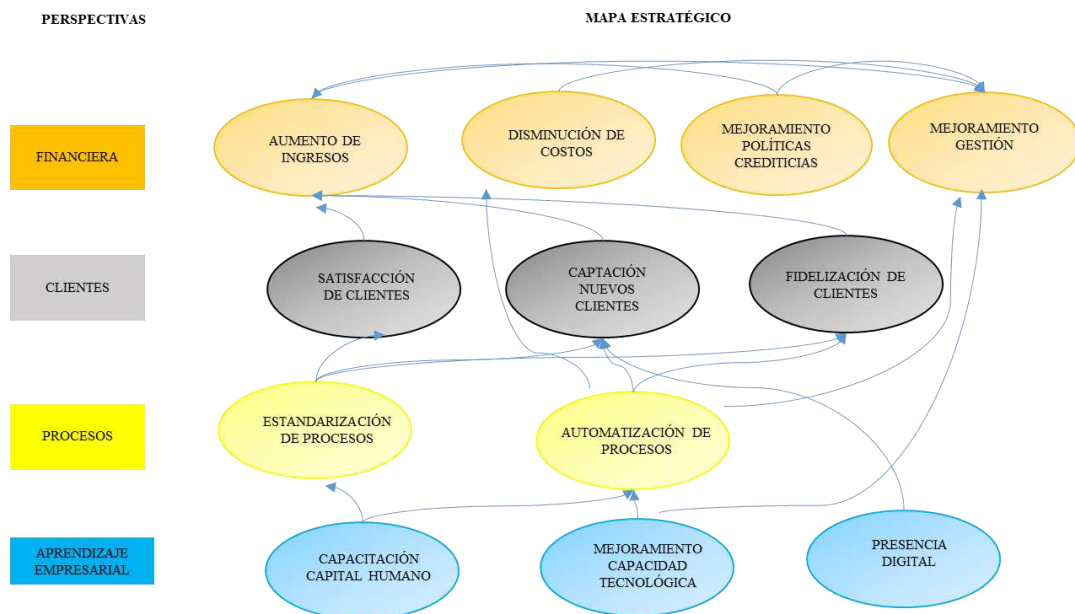 PERSPECTIVAS
MAPA ESTRATÉGICO
FINANCIERA
AUMENTO DE
INGRESOS
DISMINUCIÓN DE
COSTOS
MEJORAMIENTO
POLÍTICAS
CREDITICIAS
MEJORAMIENTO
GESTIÓN
CLIENTES
SATISFACCIÓN
DE CLIENTES
CAPTACIÓN
NUEVOS
CLIENTES
FIDELIZACIÓN DE
CLIENTES
PROCESOS
ESTANDARIZACIÓN
DE PROCESOS
AUTOMATIZACIÓN DE
PROCESOS
APRENDIZAJE
EMPRESARIAL
CAPACITACIÓN
CAPITAL HUMANO
MEJORAMIENTO
CAPACIDAD
TECNOLÓGICA
PRESENCIA
DIGITAL